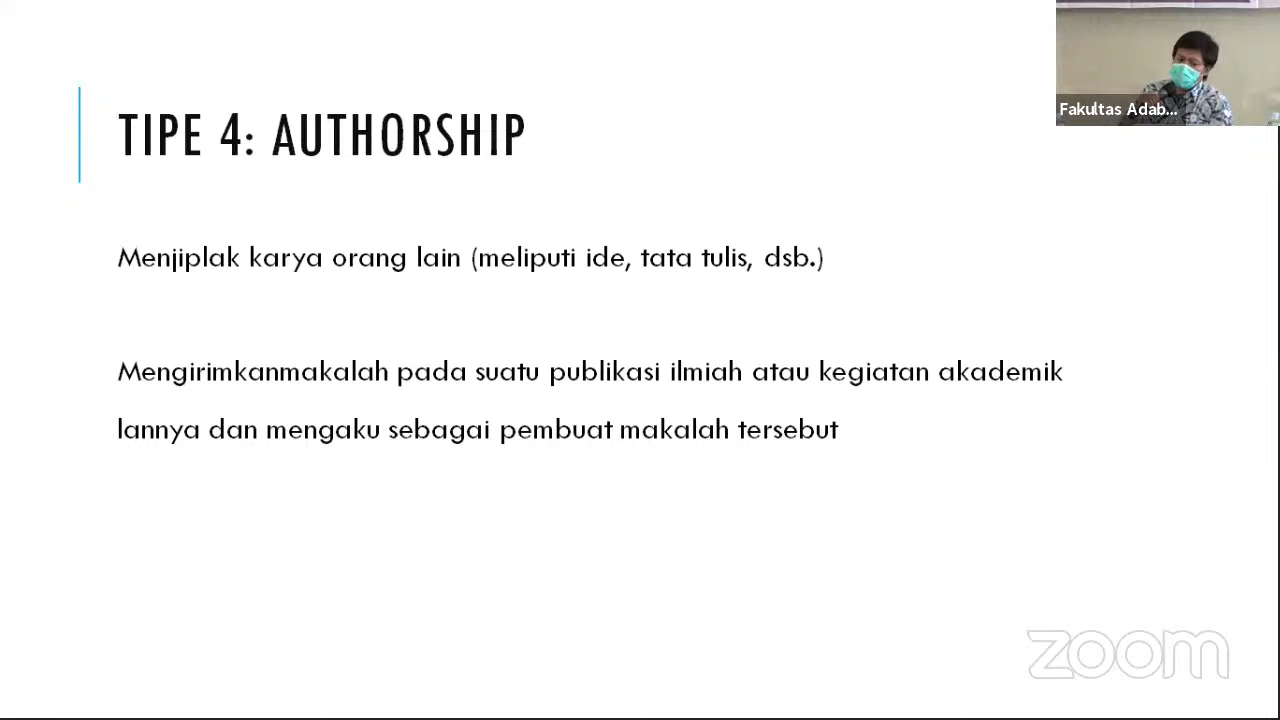 TIPE 4: AUTHORSHIP
Fakultas Adab...
Menjiplak karya orang lain (meliputi ide, tata tulis, dsb.)
Mengirimkanmakalah pada suatu publikasi ilmiah atau kegiatan akademik
lannya dan mengaku sebagai pembuat makalah tersebut
zoom